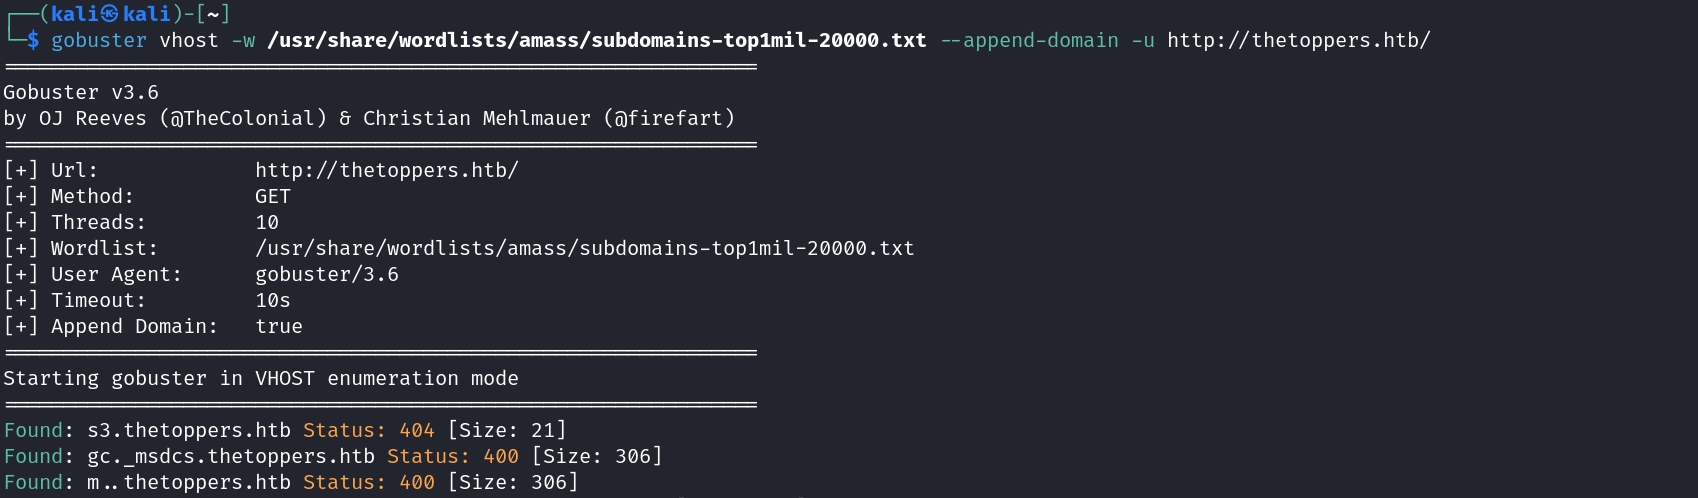 ┌──(kali㉿kali)-[~]
└─$ gobuster vhost -w /usr/share/wordlists/amass/subdomains-top1mil-20000.txt --append-domain -u http://thetoppers.htb/
===============================================================
Gobuster v3.6
by OJ Reeves (@TheColonial) & Christian Mehlmauer (@firefart)
===============================================================
[+] Url:             http://thetoppers.htb/
[+] Method:          GET
[+] Threads:         10
[+] Wordlist:        /usr/share/wordlists/amass/subdomains-top1mil-20000.txt
[+] User Agent:      gobuster/3.6
[+] Timeout:         10s
[+] Append Domain:   true
===============================================================
Starting gobuster in VHOST enumeration mode
===============================================================
Found: s3.thetoppers.htb Status: 404 [Size: 21]
Found: gc._msdcs.thetoppers.htb Status: 400 [Size: 306]
Found: m..thetoppers.htb Status: 400 [Size: 306]